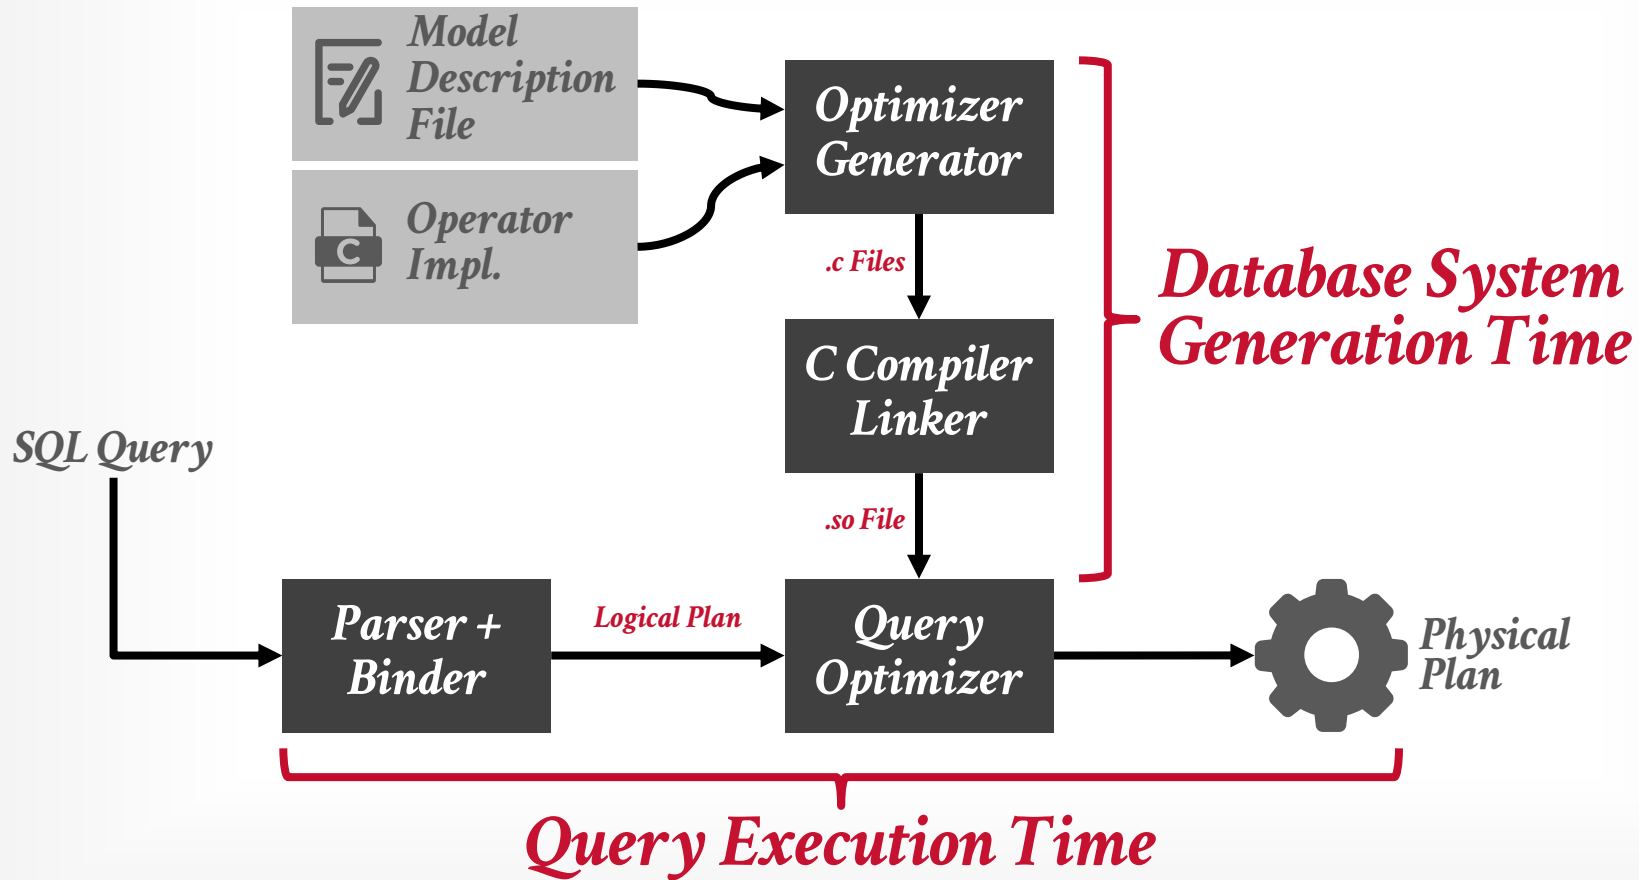 Model
Description
File
C
Operator
Impl.
Optimizer
Generator
.c Files
Database System
Generation Time
C Compiler
Linker
SQL Query
.so File
Parser +
Binder
Logical Plan
Query
Optimizer
Physical
Plan
Query Execution Time